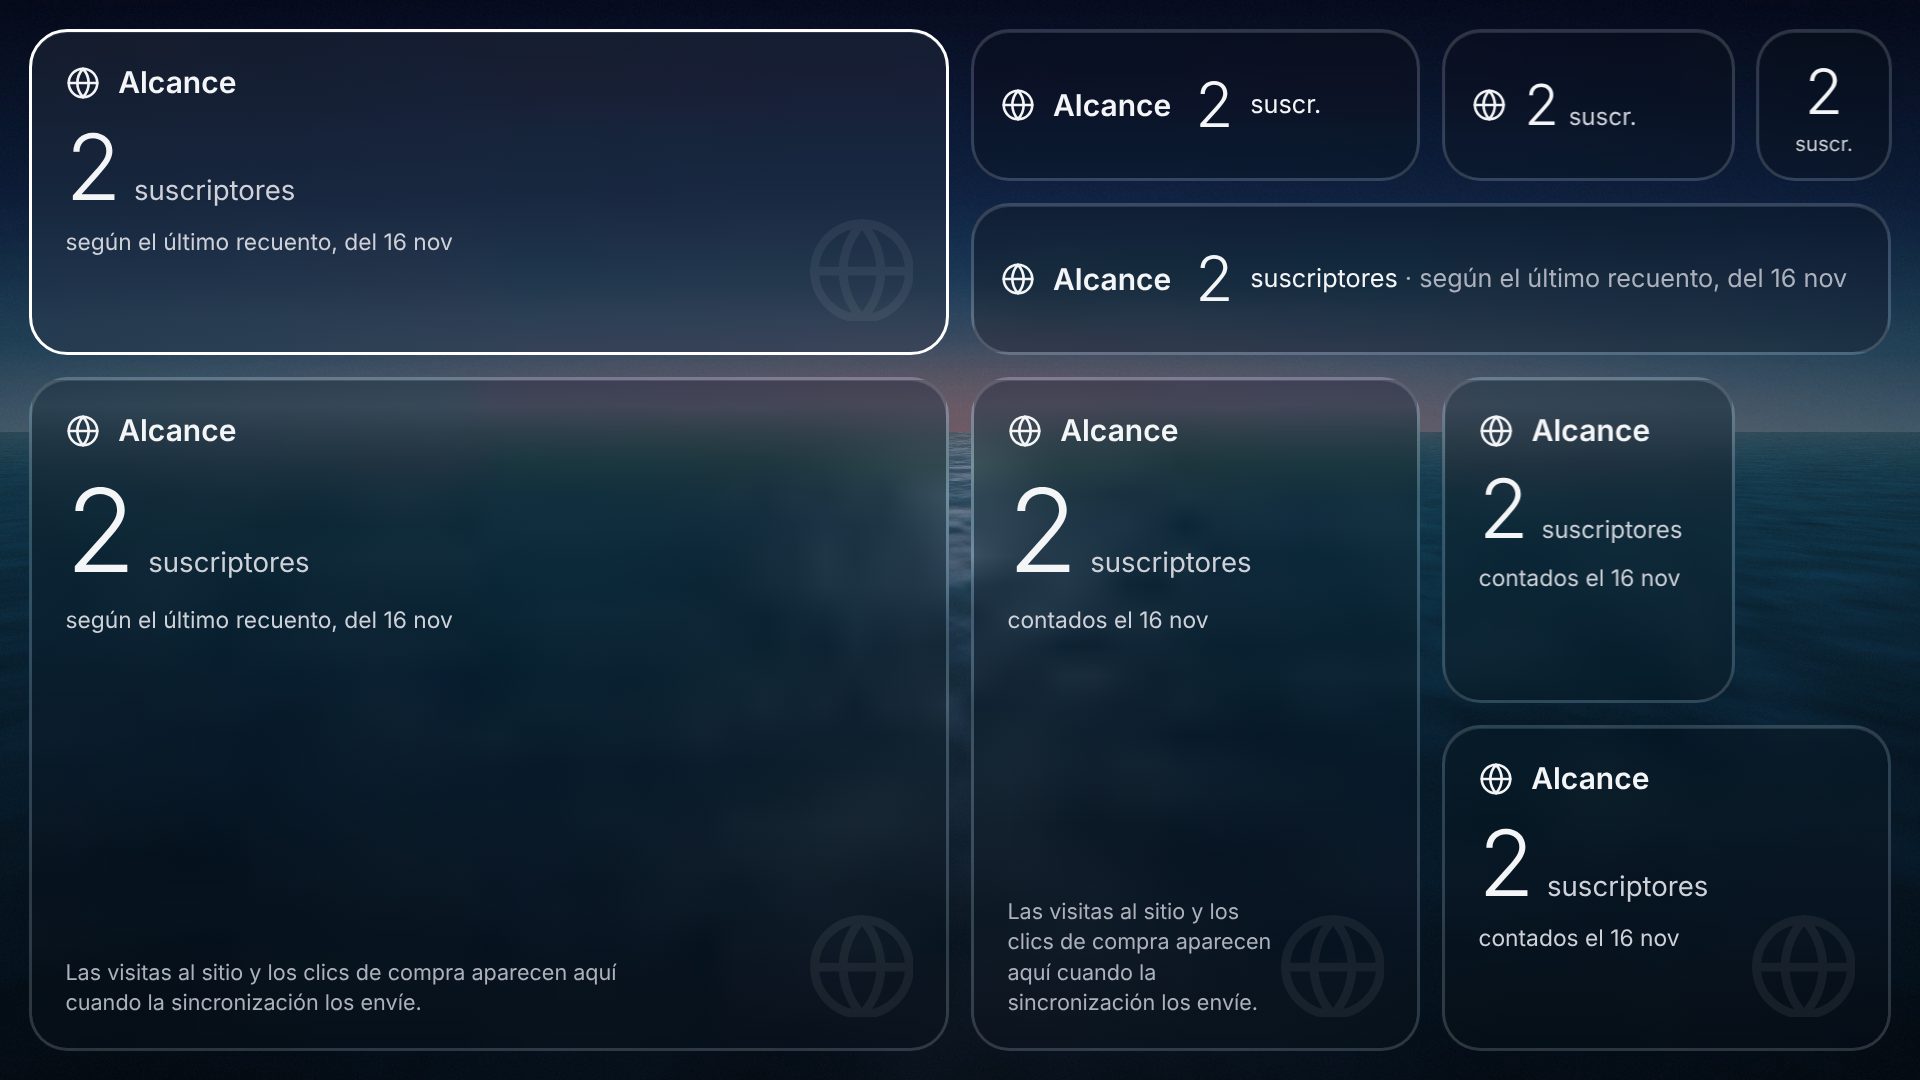 Alcance
2 suscriptores
según el último recuento, del 16 nov
Alcance 2 suscr.
2 suscr.
2
suscr.
Alcance 2 suscriptores · según el último recuento, del 16 nov
Alcance
2 suscriptores
según el último recuento, del 16 nov
Las visitas al sitio y los clics de compra aparecen aquí
cuando la sincronización los envíe.
Alcance
2 suscriptores
contados el 16 nov
Las visitas al sitio y los
clics de compra aparecen
aquí cuando la
sincronización los envíe.
Alcance
2 suscriptores
contados el 16 nov
Alcance
2 suscriptores
contados el 16 nov